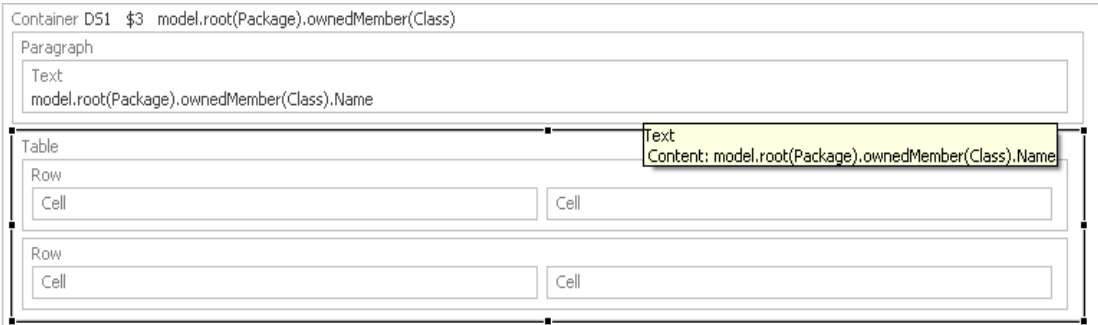 Container DS1 $3 model.root(Package).ownedMember(Class)
Paragraph
Text
model.root(Package).ownedMember(Class).Name
Text
Content: model.root(Package).ownedMember(Class).Name
Table
Row
Cell Cell
Row
Cell Cell